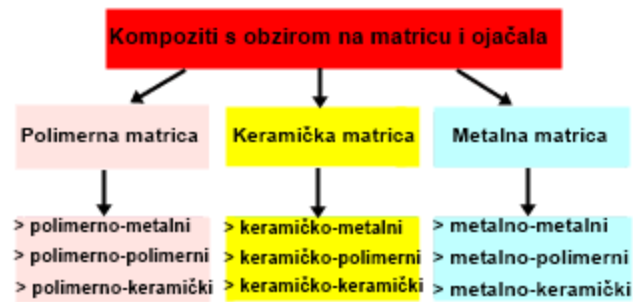 Kompoziti s obzirom na matricu i ojačala
Polimerna matrica
Keramička matrica
Metalna matrica
> polimerno-metalni
> polimerno-polimerni
> polimerno-keramički
> keramičko-metalni
> keramičko-polimerni
> keramičko-keramički
> metalno-metalni
> metalno-polimerni
> metalno-keramički